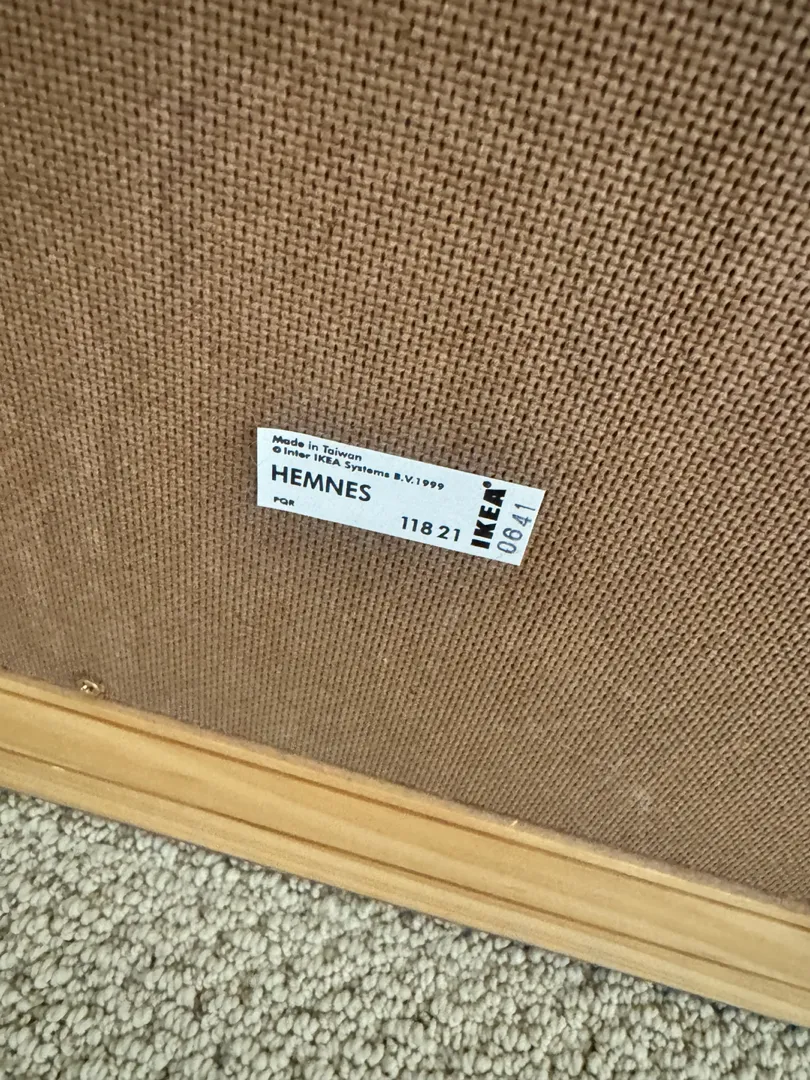 Made in Taiwan
© Inter IKEA Systems B.V. 1999
HEMNES
PQR
118 21
IKEA®
0641